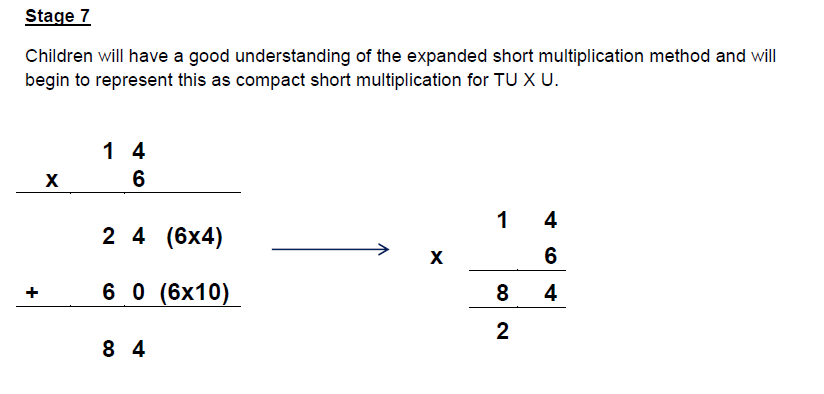 Stage 7
Children will have a good understanding of the expanded short multiplication method and will
begin to represent this as compact short multiplication for TU X U.
1 4
x 6
2 4 (6x4)
+ 6 0 (6x10)
8 4
1 4
x 6
8 4
2